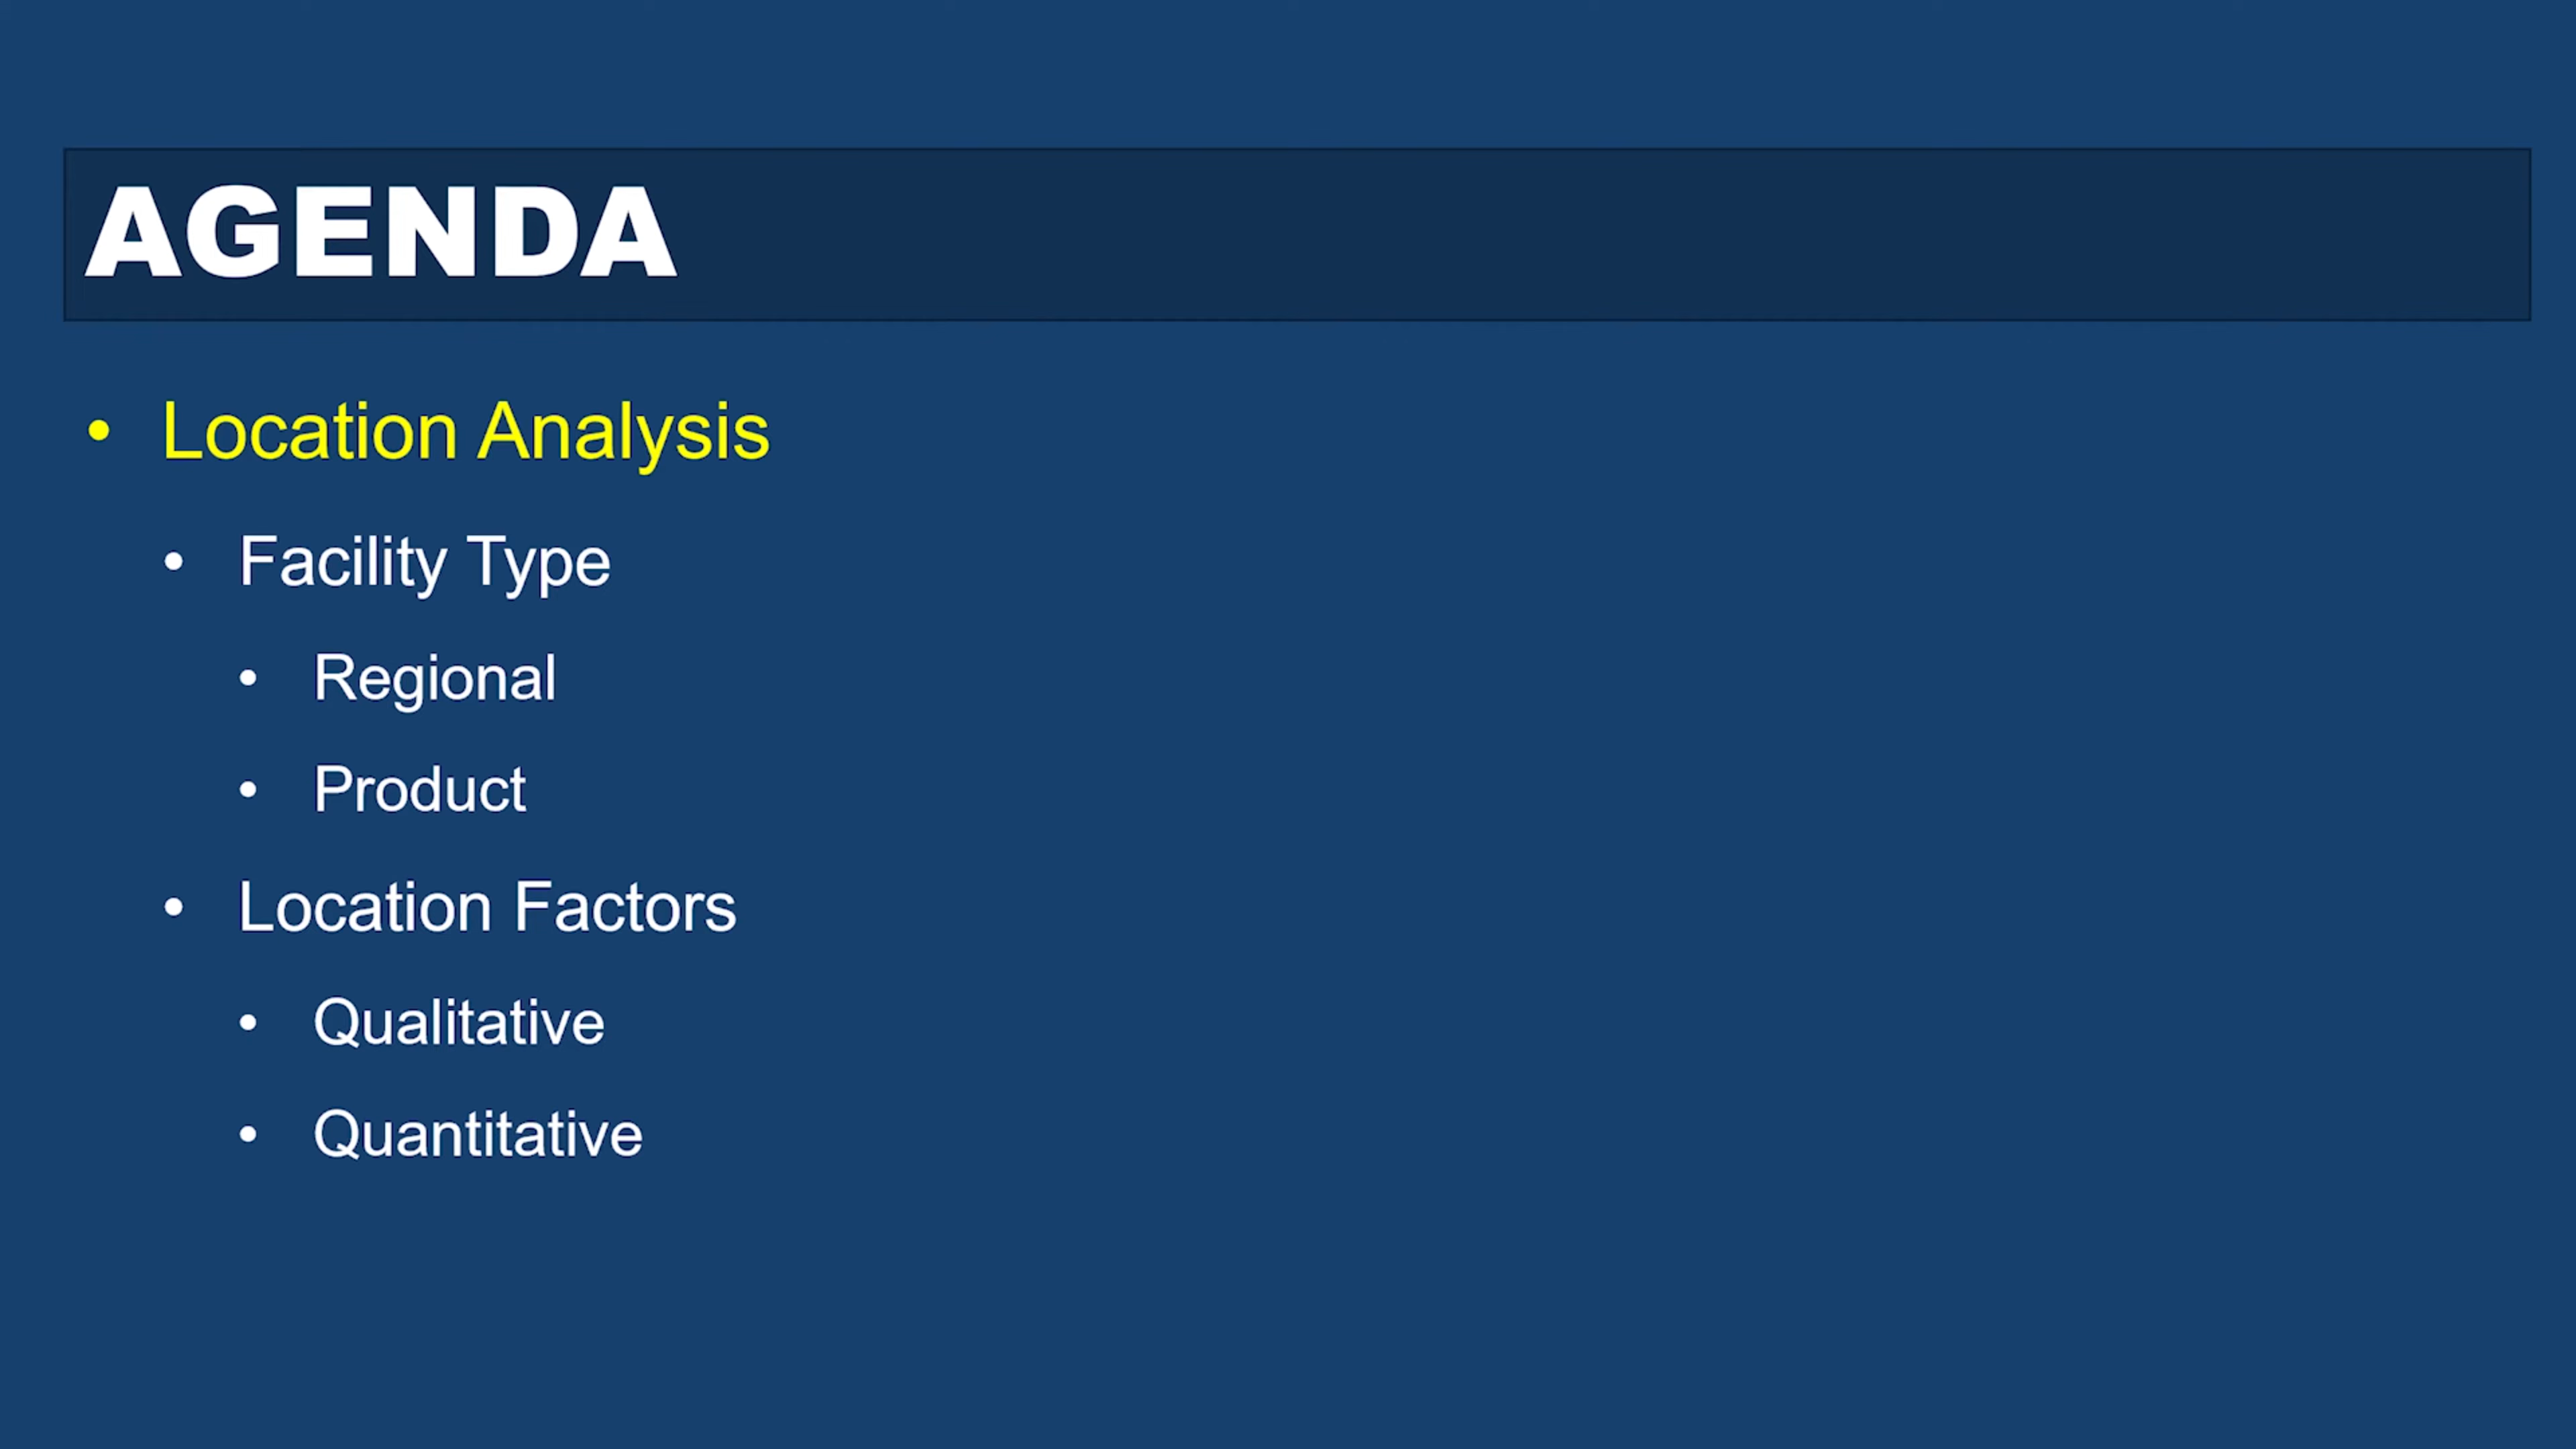 AGENDA
• Location Analysis
• Facility Type
• Regional
• Product
• Location Factors
• Qualitative
• Quantitative